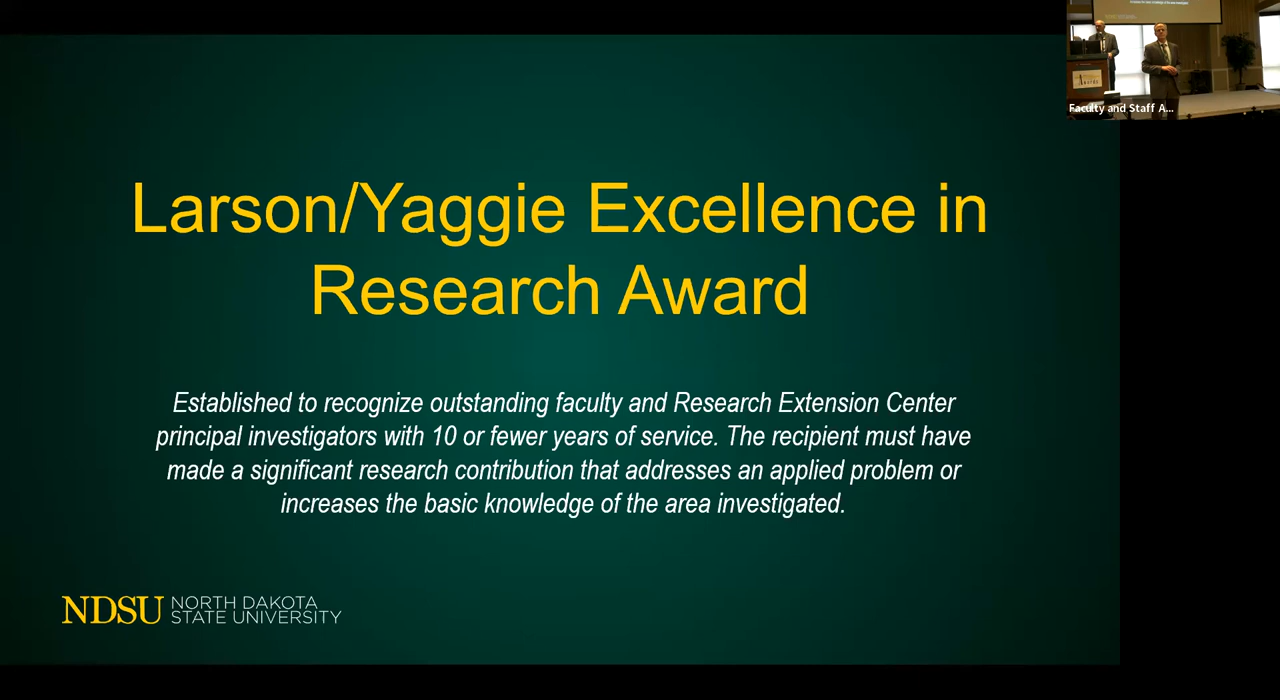 Larson/Yaggie Excellence in
Research Award
Established to recognize outstanding faculty and Research Extension Center
principal investigators with 10 or fewer years of service. The recipient must have
made a significant research contribution that addresses an applied problem or
increases the basic knowledge of the area investigated.
NDSU NORTH DAKOTA
STATE UNIVERSITY
Faculty and Staff A...